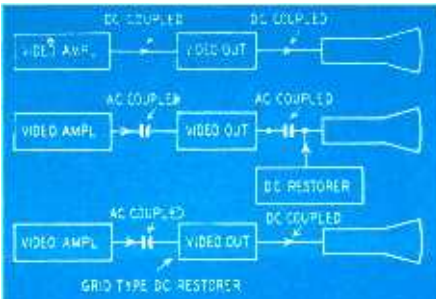 DC COUPLED DC COUPLED
VIDEO AMPL VIDEO OUT
AC COUPLED AC COUPLED
VIDEO AMPL VIDEO OUT
DC RESTORER
AC COUPLED DC COUPLED
VIDEO AMPL VIDEO OUT
GRID TYPE DC RESTORER